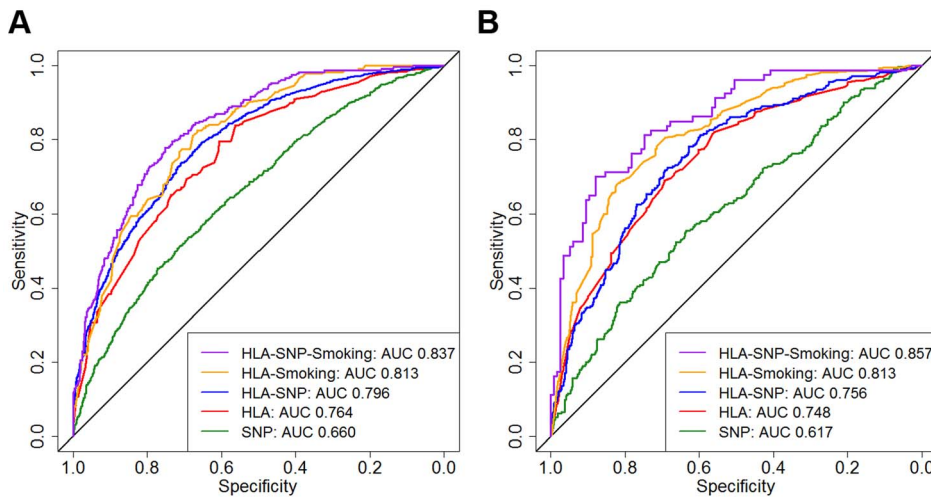 A
1.0
0.8
0.6
0.4
0.2
0.0
Sensitivity
HLA-SNP-Smoking: AUC 0.837
HLA-Smoking: AUC 0.813
HLA-SNP: AUC 0.796
HLA: AUC 0.764
SNP: AUC 0.660
1.0 0.8 0.6 0.4 0.2 0.0
Specificity
B
1.0
0.8
0.6
0.4
0.2
0.0
Sensitivity
HLA-SNP-Smoking: AUC 0.857
HLA-Smoking: AUC 0.813
HLA-SNP: AUC 0.756
HLA: AUC 0.748
SNP: AUC 0.617
1.0 0.8 0.6 0.4 0.2 0.0
Specificity